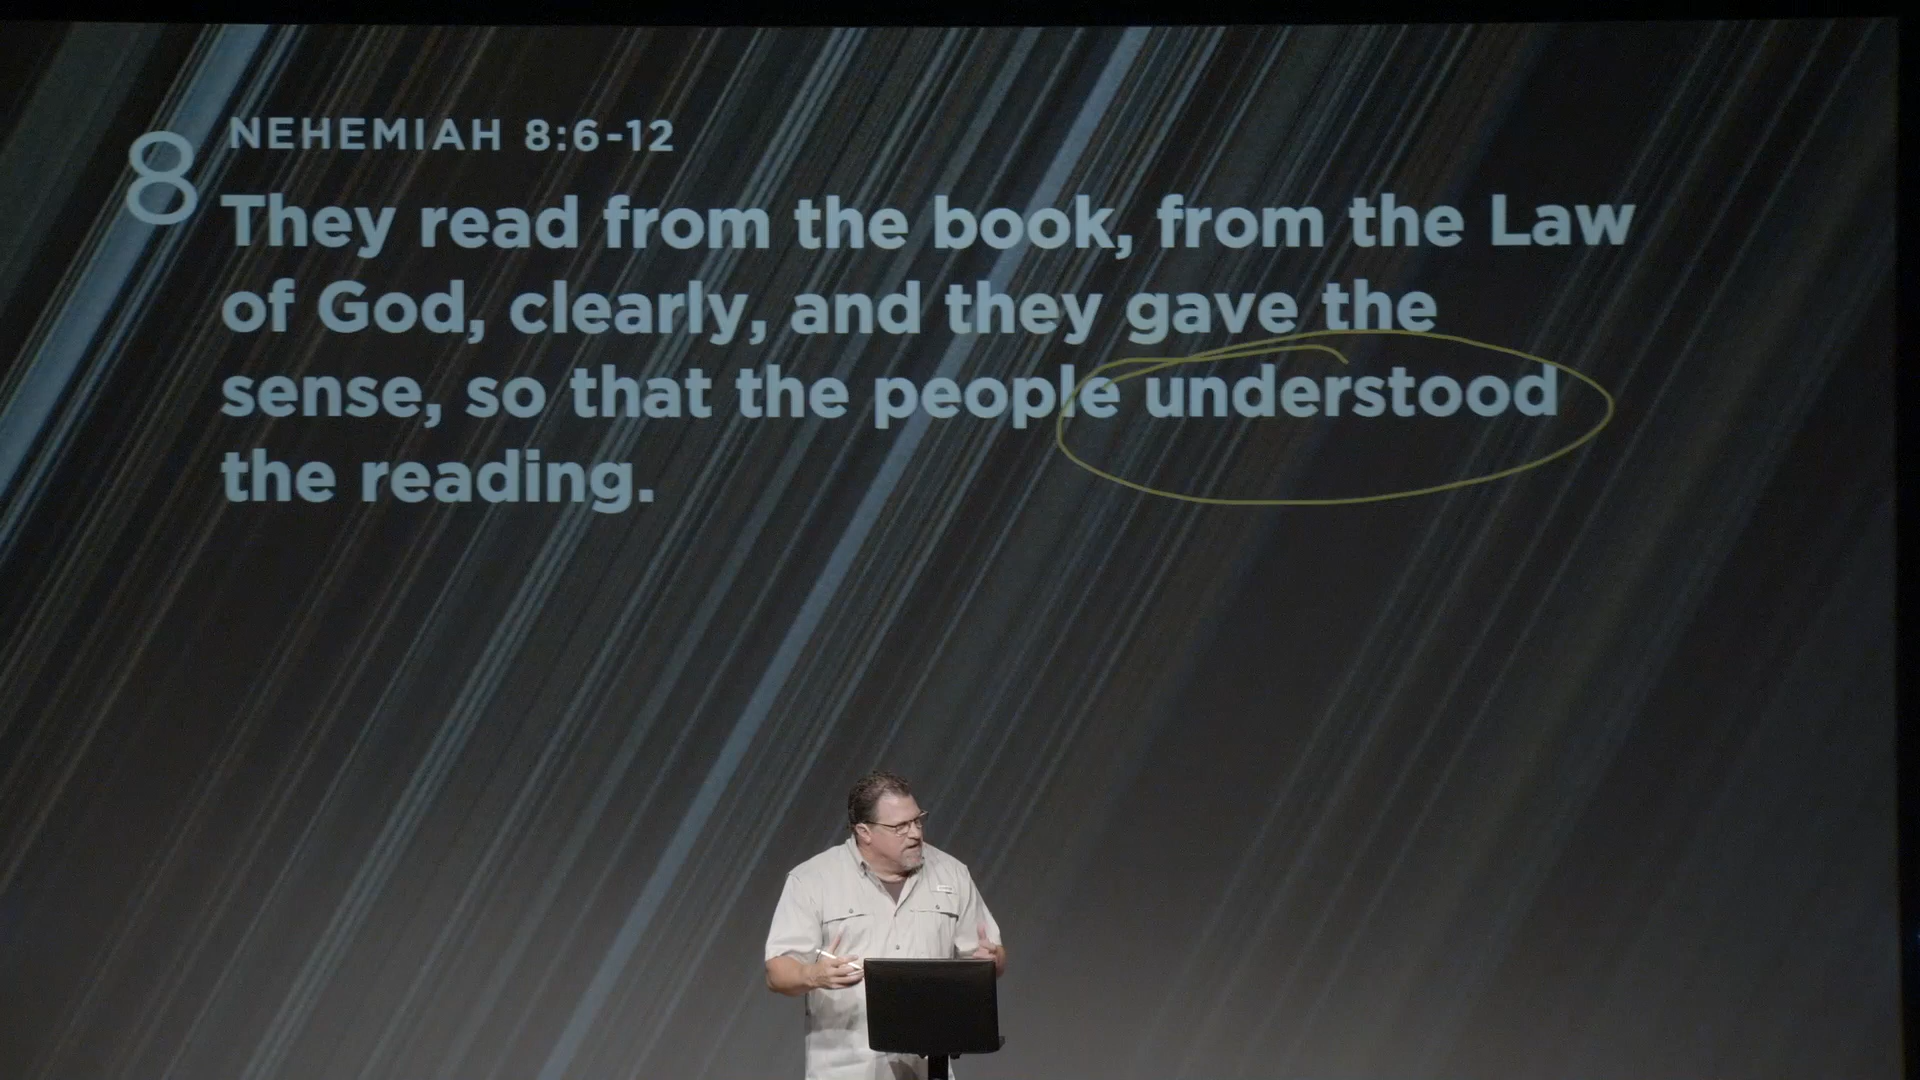 NEHEMIAH 8:6-12
8 They read from the book, from the Law
of God, clearly, and they gave the
sense, so that the people understood
the reading.